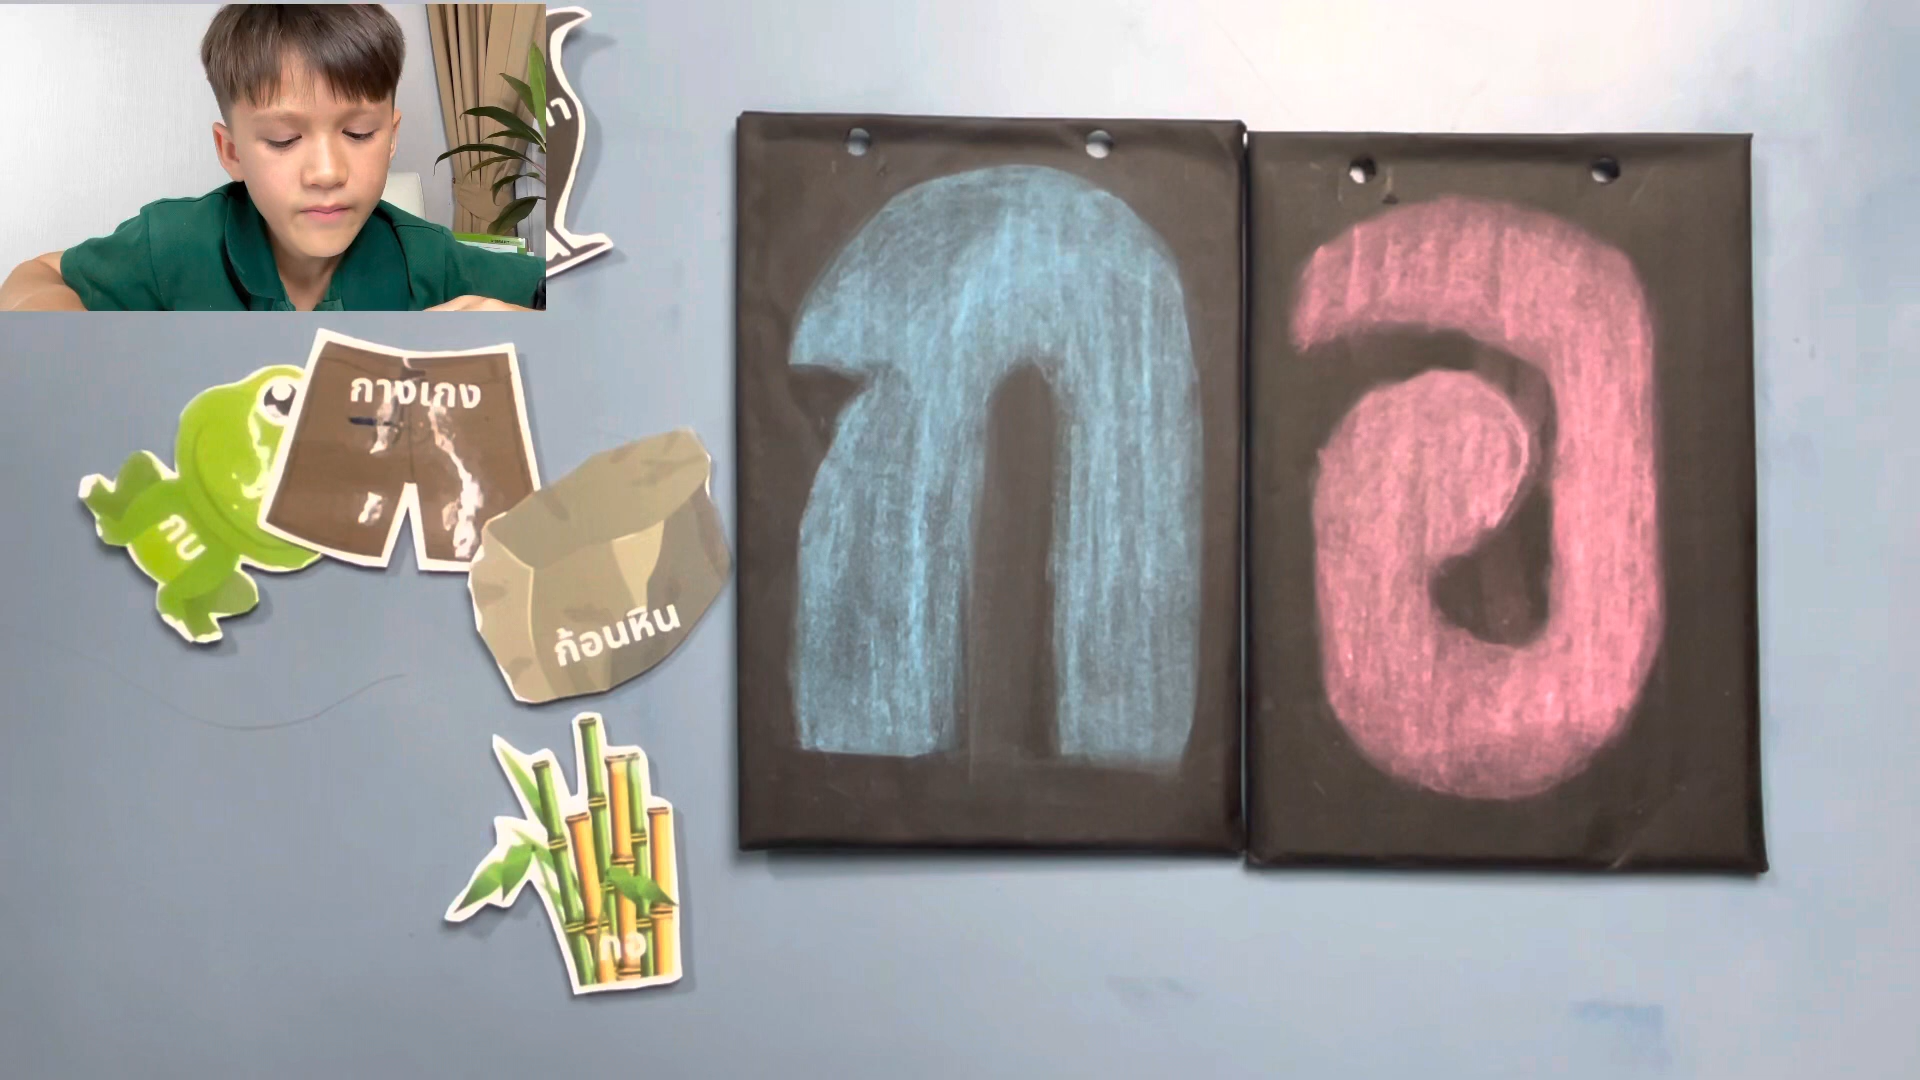 กางเกง
กบ
ก้อนหิน
กอ
ก อ